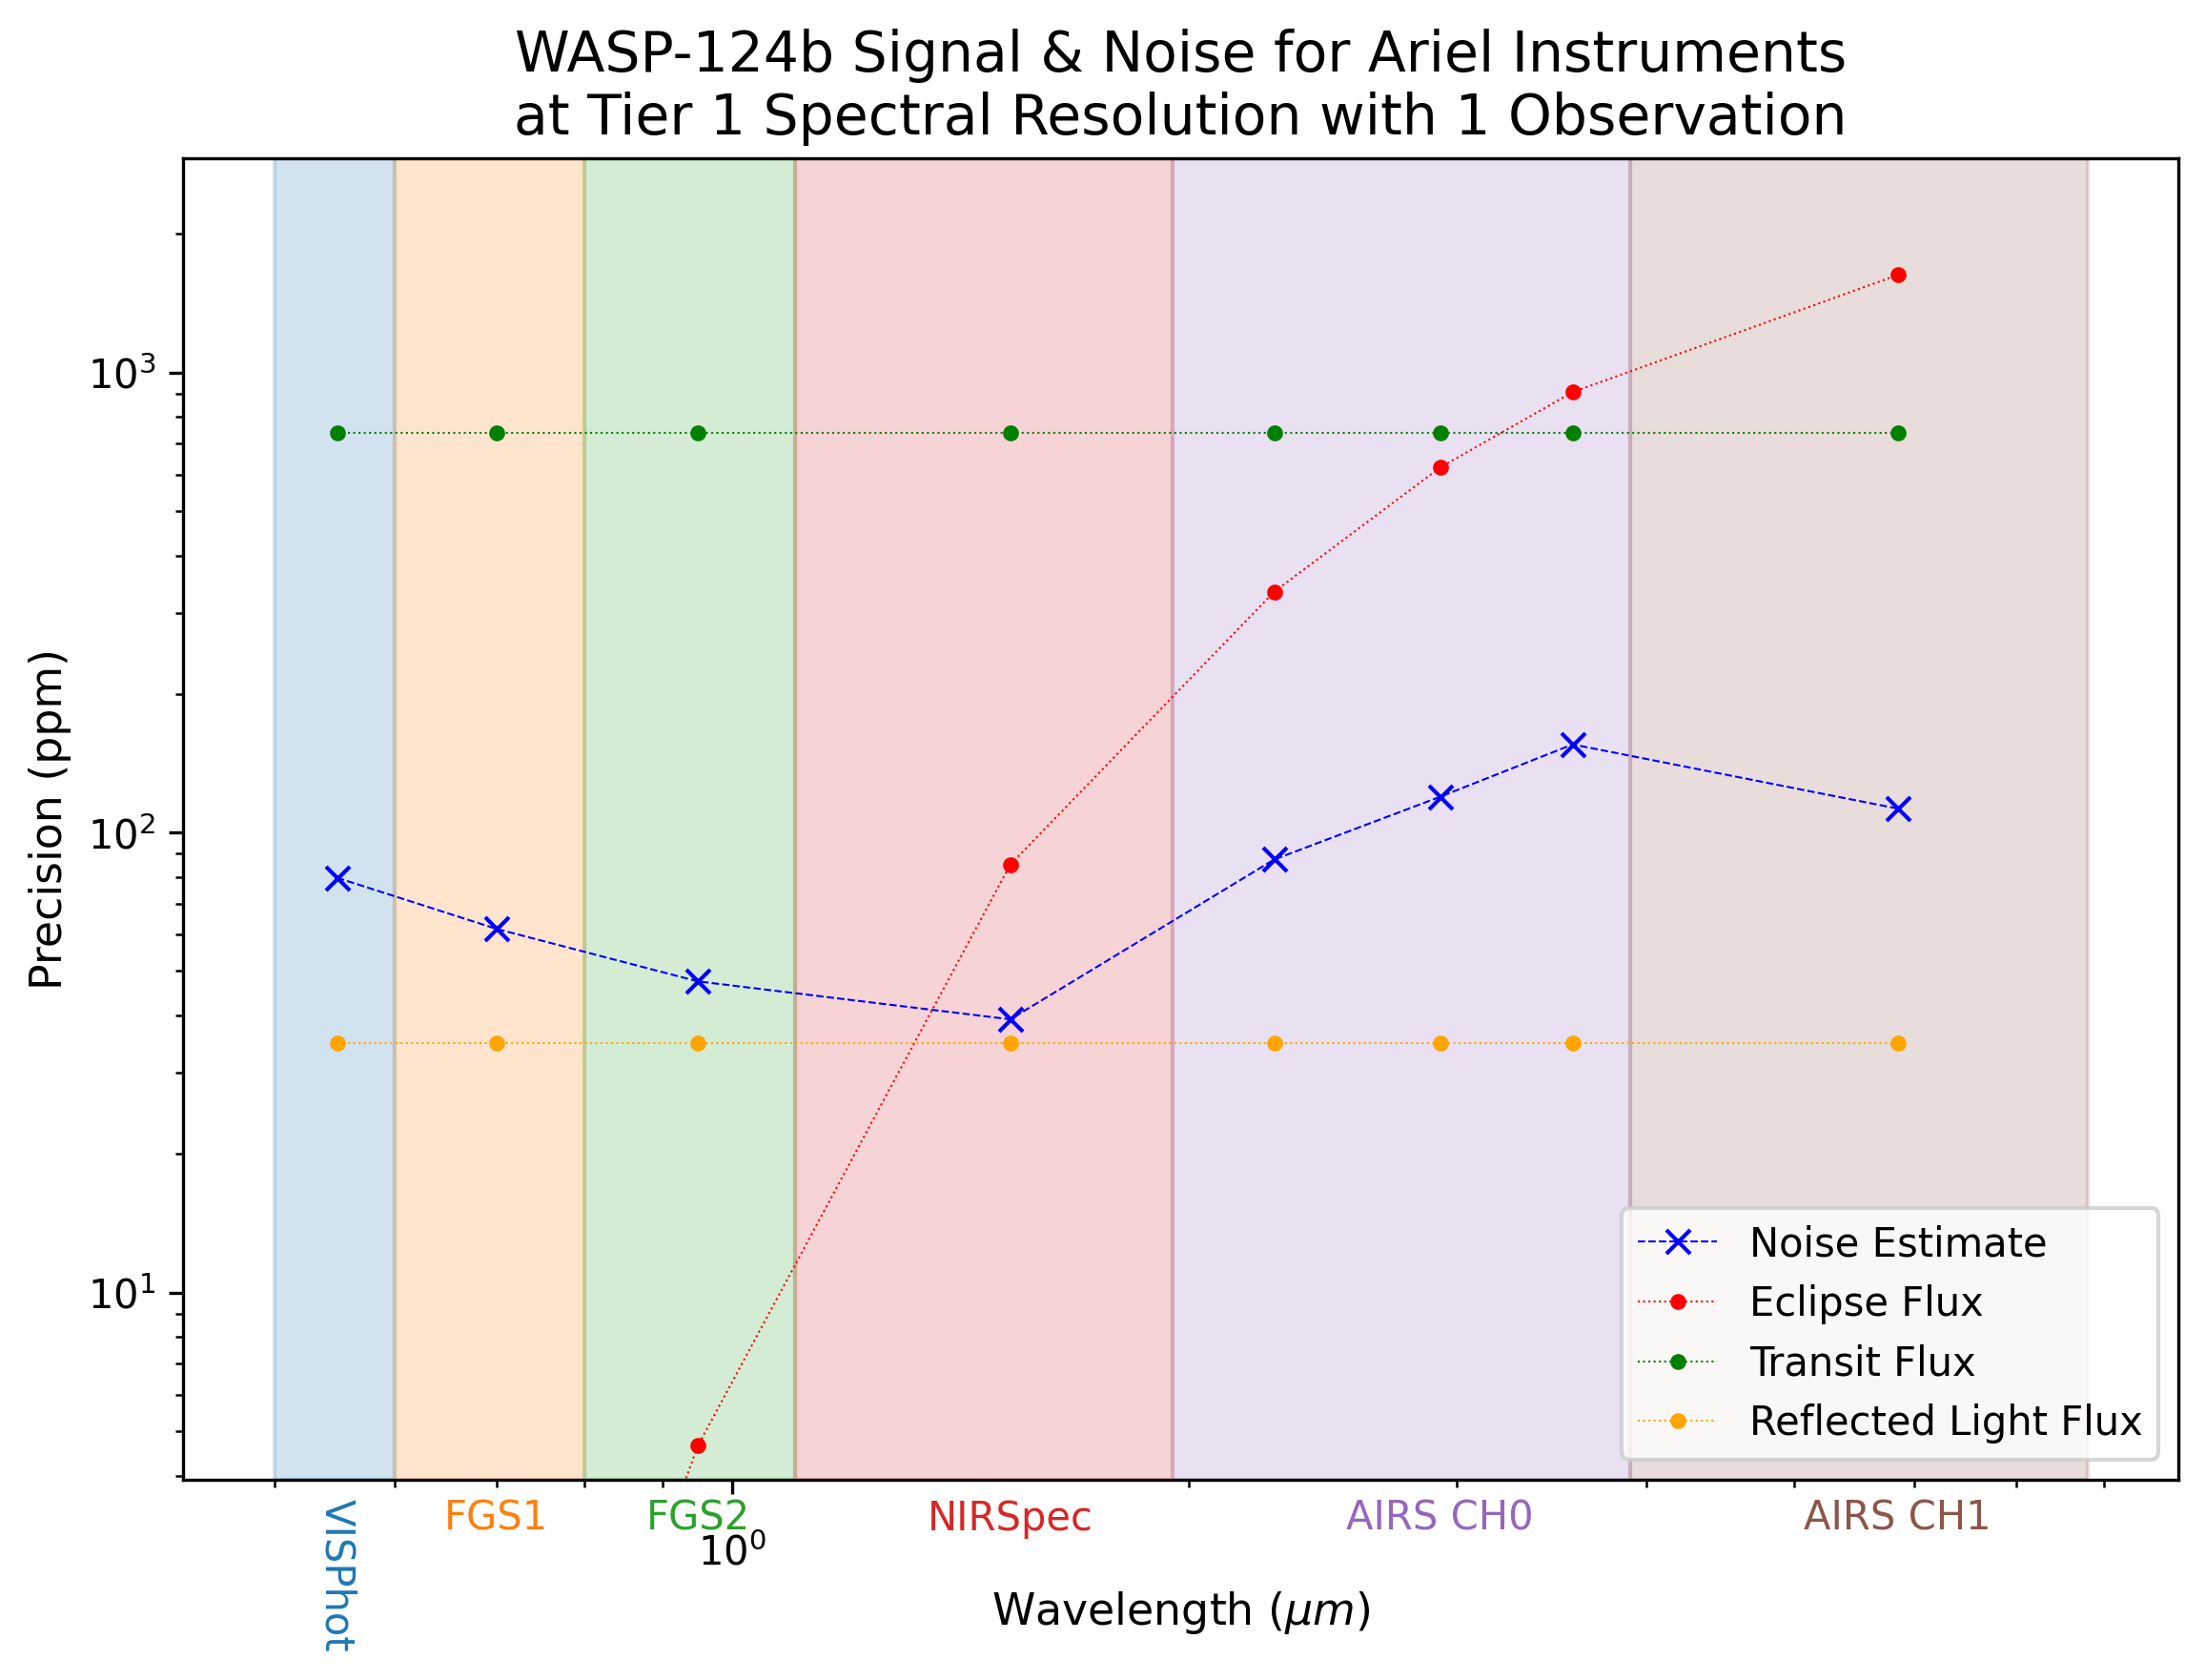 WASP-124b Signal & Noise for Ariel Instruments
at Tier 1 Spectral Resolution with 1 Observation
Precision (ppm)
10³
10²
10¹
Noise Estimate
Eclipse Flux
Transit Flux
Reflected Light Flux
VISPhot
FGS1
FGS2
NIRSpec
AIRS CH0
AIRS CH1
10⁰
Wavelength (μm)